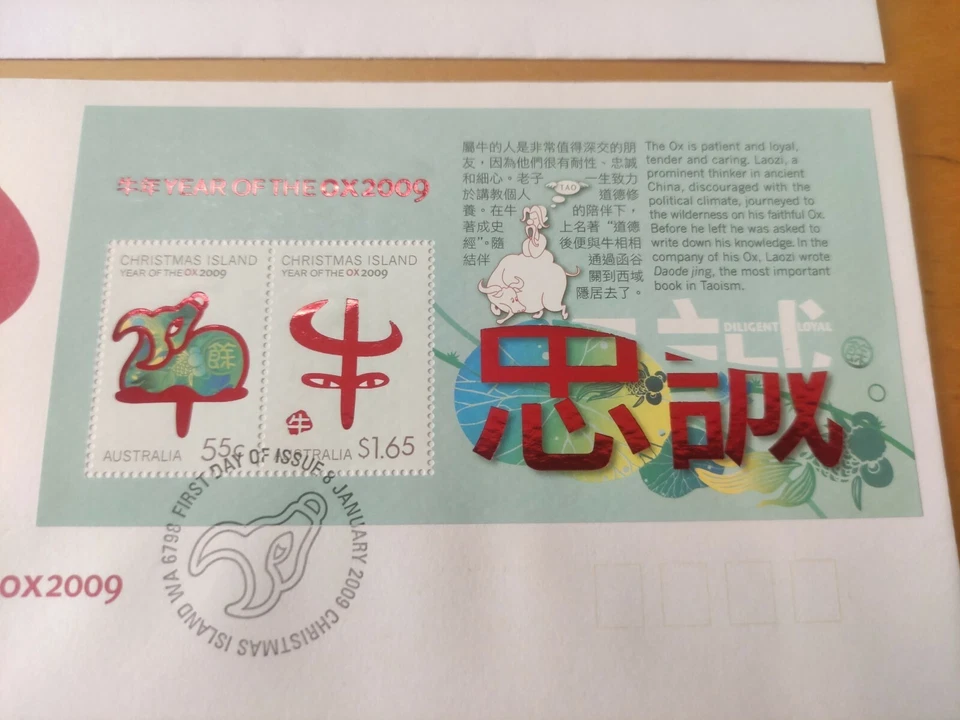 牛年 YEAR OF THE OX 2009
CHRISTMAS ISLAND
YEAR OF THE OX 2009
餘
AUSTRALIA 55c
CHRISTMAS ISLAND
YEAR OF THE OX 2009
牛
AUSTRALIA $1.65
屬牛的人是非常值得深交的朋
友，因為他們很有耐性、忠誠
和細心。老子一生致力
於講教個人道德修
養。在牛的陪伴下，
著成史上名著“道德
經”。隨後便與牛相相
結伴通過函谷
關到西域
隱居去了。
TAO
The Ox is patient and loyal,
tender and caring. Laozi, a
prominent thinker in ancient
China, discouraged with the
political climate, journeyed to
the wilderness on his faithful Ox.
Before he left he was asked to
write down his knowledge. In the
company of his Ox, Laozi wrote
Daode jing, the most important
book in Taoism.
DILIGENT LOYAL
忠誠
FIRST DAY OF ISSUE 8 JANUARY 2009 CHRISTMAS ISLAND WA 6798
OX2009